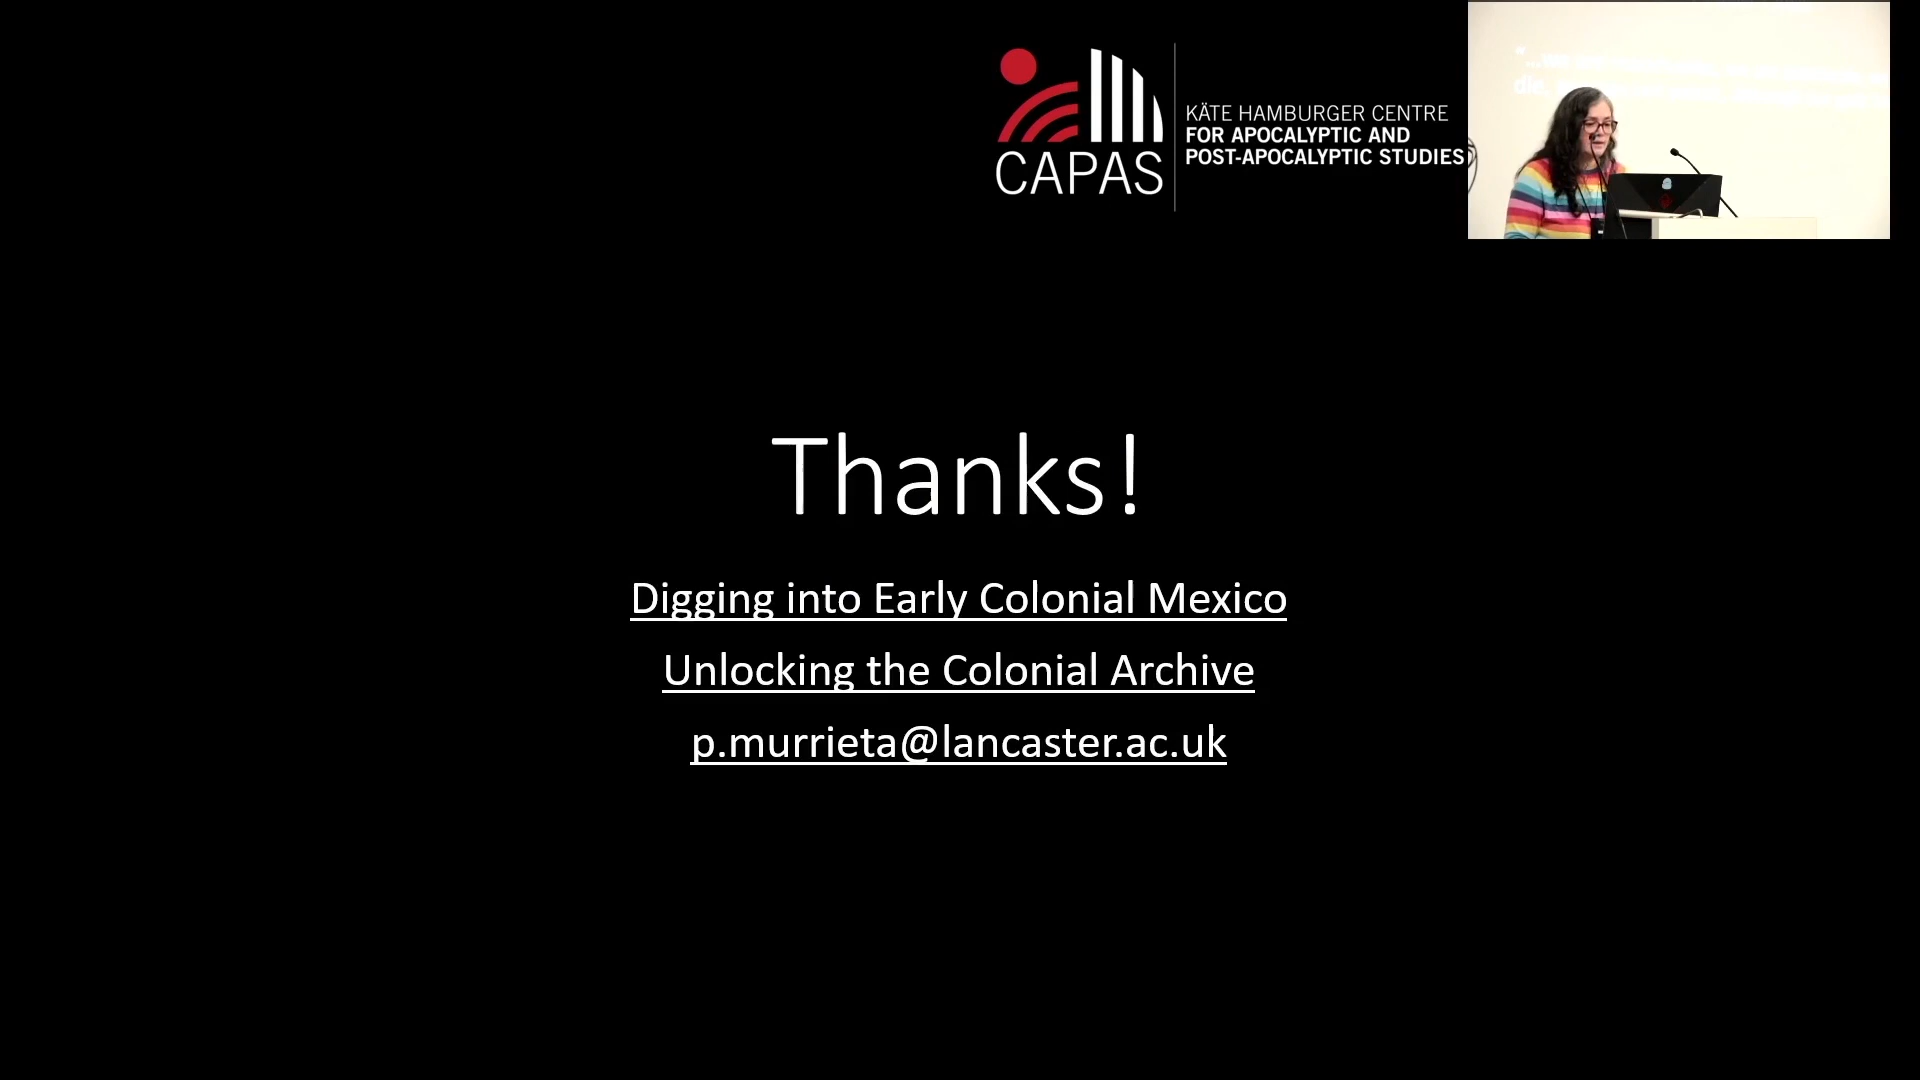 CAPAS
KÄTE HAMBURGER CENTRE
FOR APOCALYPTIC AND
POST-APOCALYPTIC STUDIES
Thanks!
Digging into Early Colonial Mexico
Unlocking the Colonial Archive
p.murrieta@lancaster.ac.uk